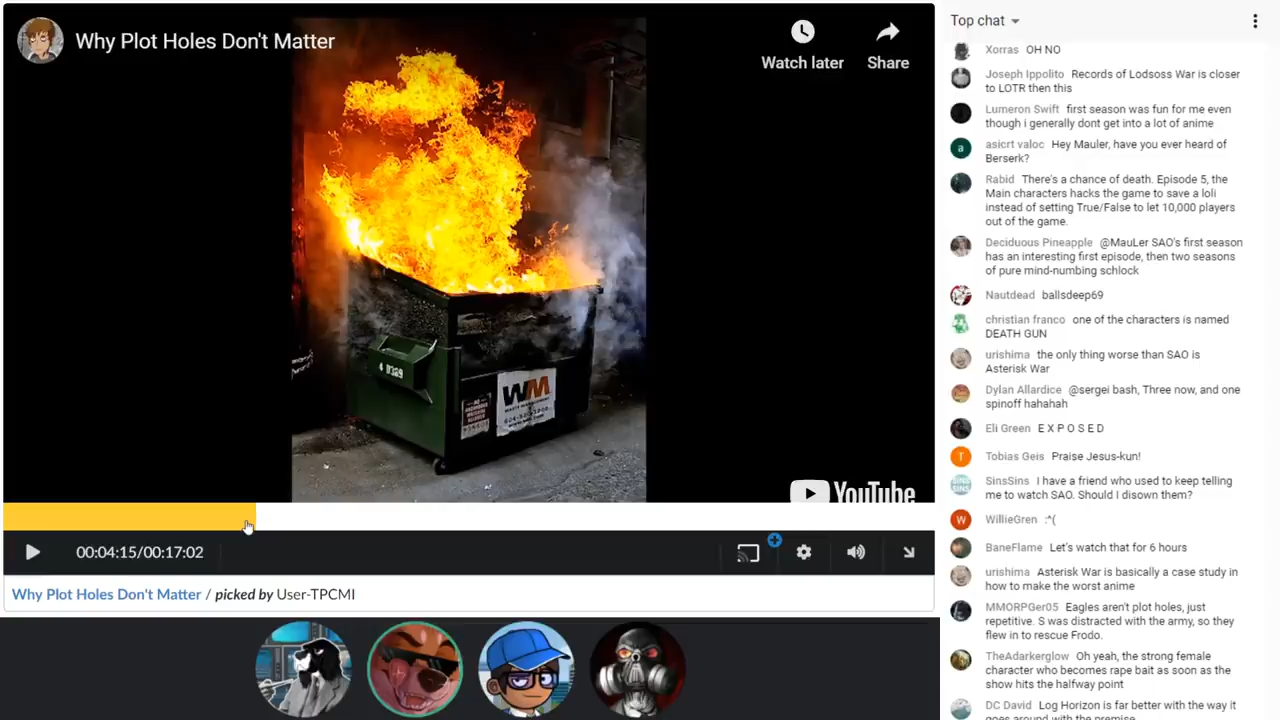 Why Plot Holes Don't Matter
Watch later
Share
WM
WASTE MANAGEMENT
YouTube
00:04:15/00:17:02
Why Plot Holes Don't Matter / picked by User-TPCMI
Top chat
Xorras OH NO
Joseph Ippolito Records of Lodsoss War is closer
to LOTR then this
Lumeron Swift first season was fun for me even
though i generally dont get into a lot of anime
a
asicrt valoc Hey Mauler, have you ever heard of
Berserk?
Rabid There's a chance of death. Episode 5, the
Main characters hacks the game to save a loli
instead of setting True/False to let 10,000 players
out of the game.
Deciduous Pineapple @MauLer SAO's first season
has an interesting first episode, then two seasons
of pure mind-numbing schlock
Nautdead ballsdeep69
christian franco one of the characters is named
DEATH GUN
urishima the only thing worse than SAO is
Asterisk War
Dylan Allardice @sergei bash, Three now, and one
spinoff hahahah
Eli Green E X P O S E D
T
Tobias Geis Praise Jesus-kun!
SinsSins I have a friend who used to keep telling
me to watch SAO. Should I disown them?
W
WillieGren :^(
BaneFlame Let's watch that for 6 hours
urishima Asterisk War is basically a case study in
how to make the worst anime
MMORPGer05 Eagles aren't plot holes, just
repetitive. S was distracted with the army, so they
flew in to rescue Frodo.
TheAdarkerglow Oh yeah, the strong female
character who becomes rape bait as soon as the
show hits the halfway point
DC David Log Horizon is far better with the way it
goes around with the premise